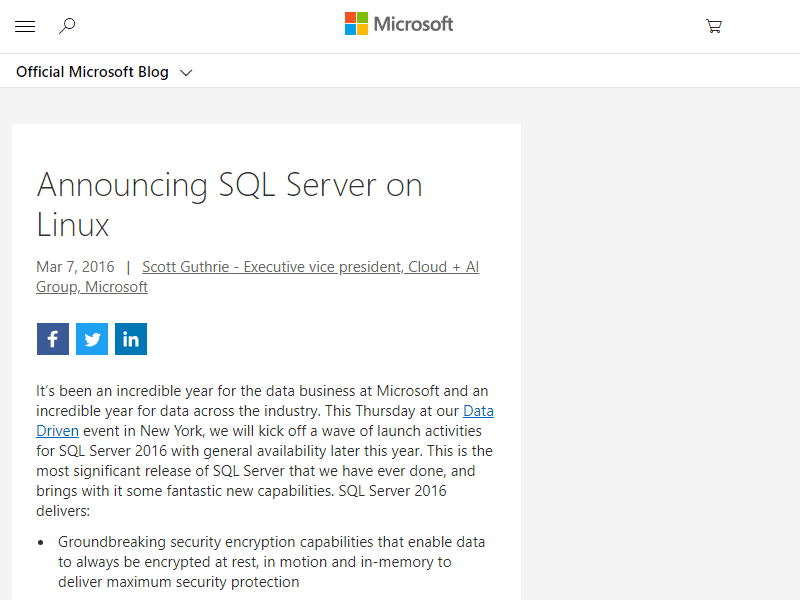 Microsoft
Official Microsoft Blog
Announcing SQL Server on
Linux
Mar 7, 2016 | Scott Guthrie - Executive vice president, Cloud + AI
Group, Microsoft
f in
It’s been an incredible year for the data business at Microsoft and an
incredible year for data across the industry. This Thursday at our Data
Driven event in New York, we will kick off a wave of launch activities
for SQL Server 2016 with general availability later this year. This is the
most significant release of SQL Server that we have ever done, and
brings with it some fantastic new capabilities. SQL Server 2016
delivers:
• Groundbreaking security encryption capabilities that enable data
to always be encrypted at rest, in motion and in-memory to
deliver maximum security protection